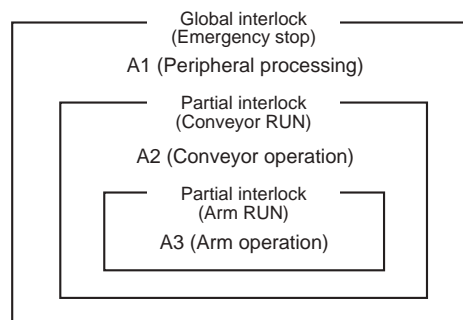 Global interlock
(Emergency stop)
A1 (Peripheral processing)
Partial interlock
(Conveyor RUN)
A2 (Conveyor operation)
Partial interlock
(Arm RUN)
A3 (Arm operation)